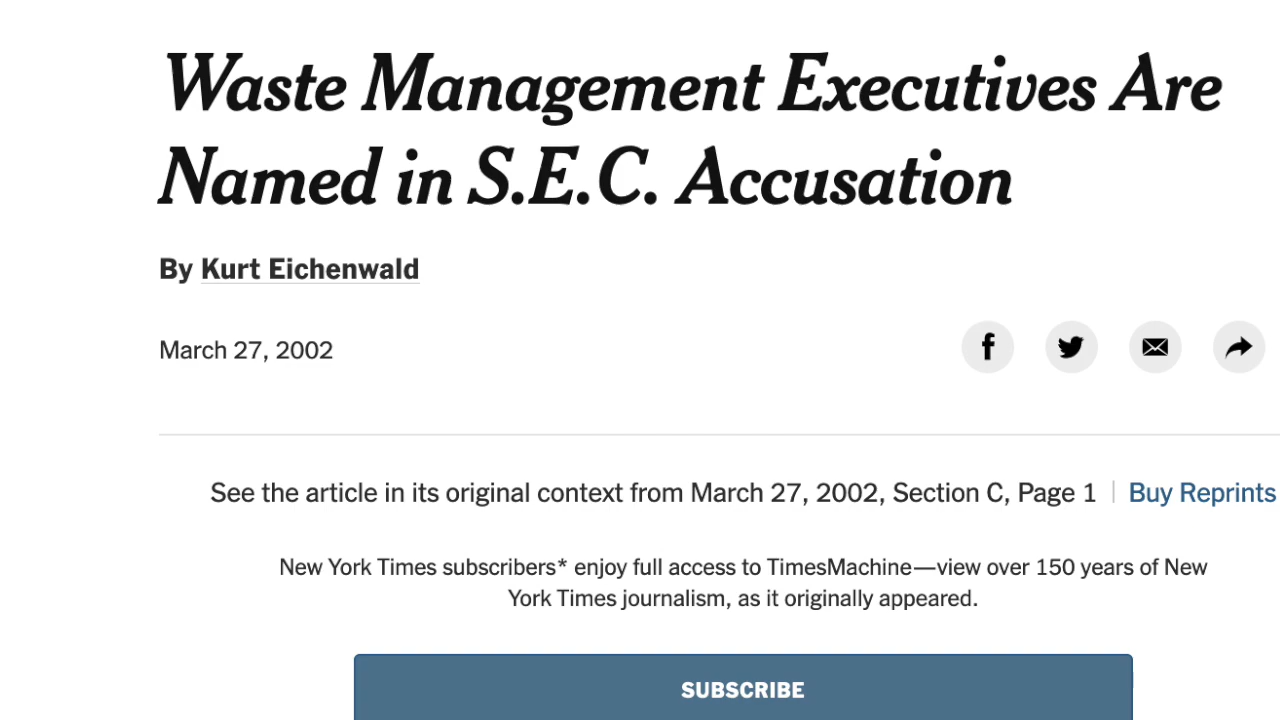 Waste Management Executives Are
Named in S.E.C. Accusation
By Kurt Eichenwald
March 27, 2002
See the article in its original context from March 27, 2002, Section C, Page 1 | Buy Reprints
New York Times subscribers* enjoy full access to TimesMachine—view over 150 years of New
York Times journalism, as it originally appeared.
SUBSCRIBE